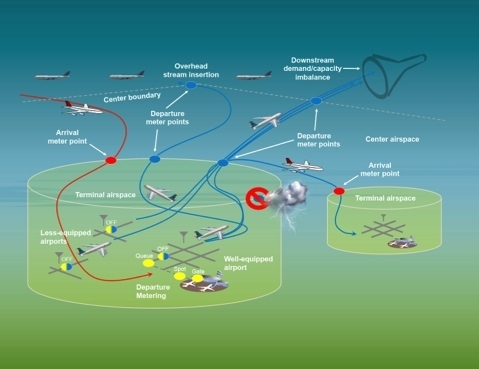 Overhead
stream insertion
Downstream
demand/capacity
imbalance
Center boundary
Departure
meter points
Arrival
meter point
Departure
meter points
Center airspace
Arrival
meter point
Terminal airspace
Terminal airspace
Less-equipped
airports
OFF
OFF
OFF
Queue
Spot
Gate
Well-equipped
airport
Departure
Metering